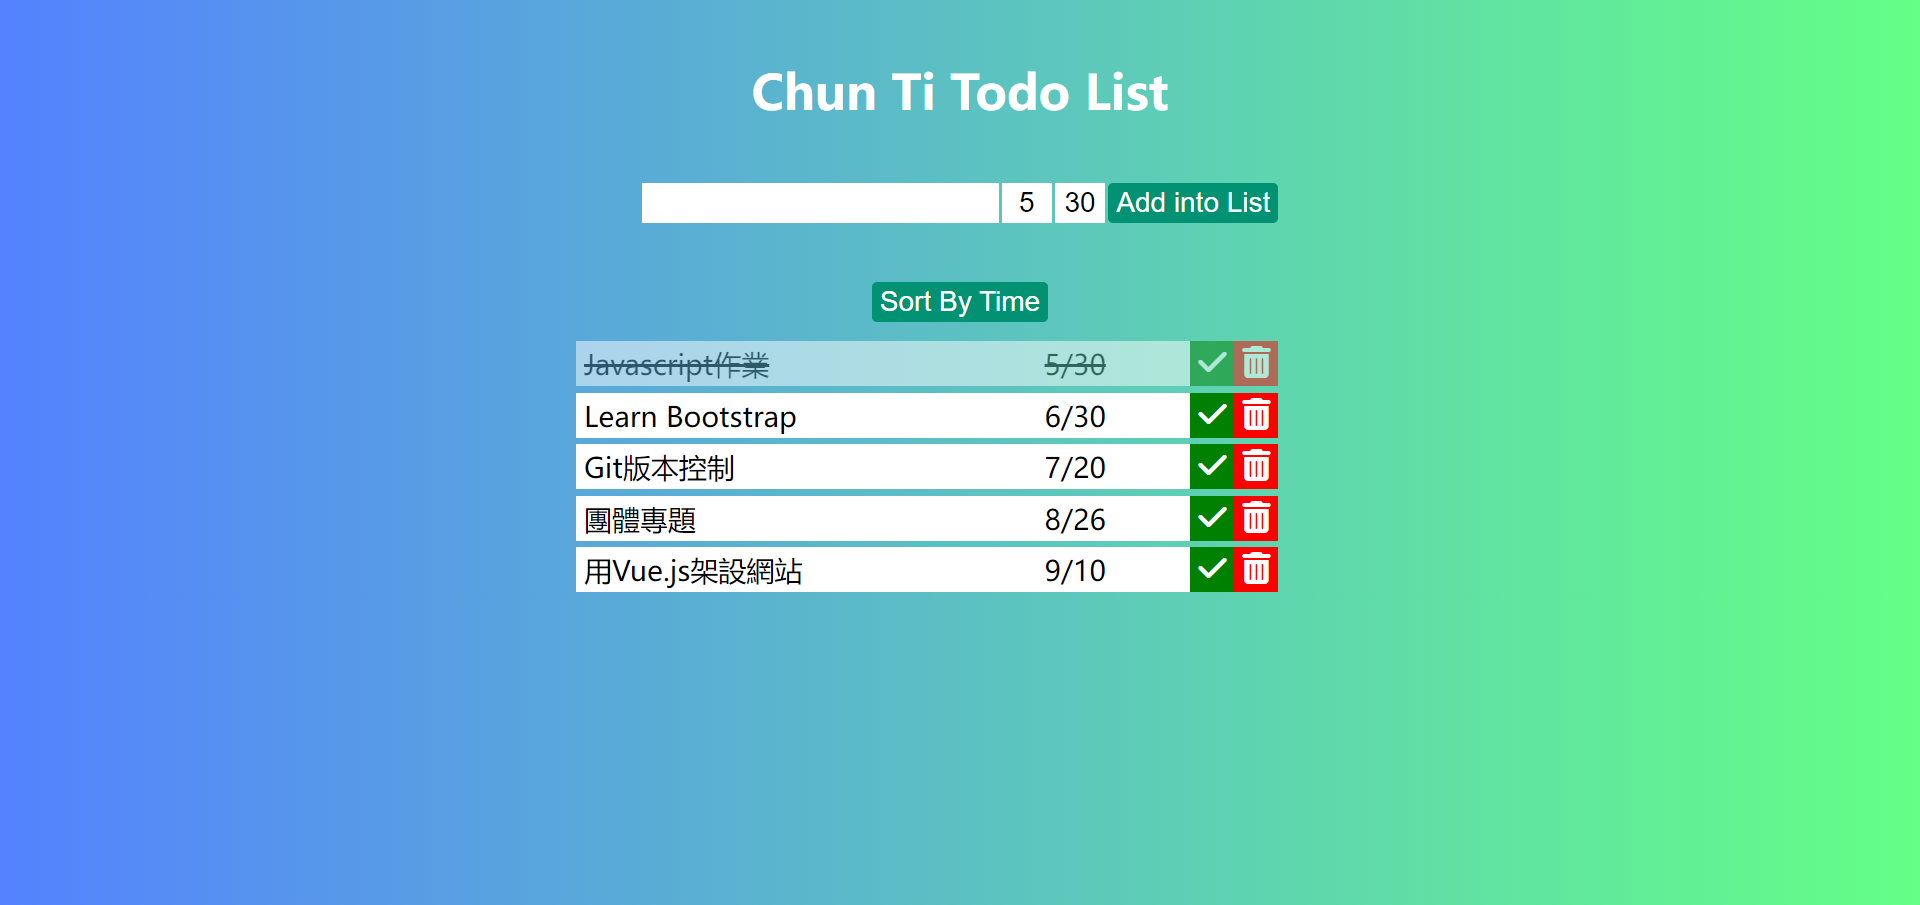 Chun Ti Todo List
5 30 Add into List
Sort By Time
Javascript作業 5/30
Learn Bootstrap 6/30
Git版本控制 7/20
團體專題 8/26
用Vue.js架設網站 9/10